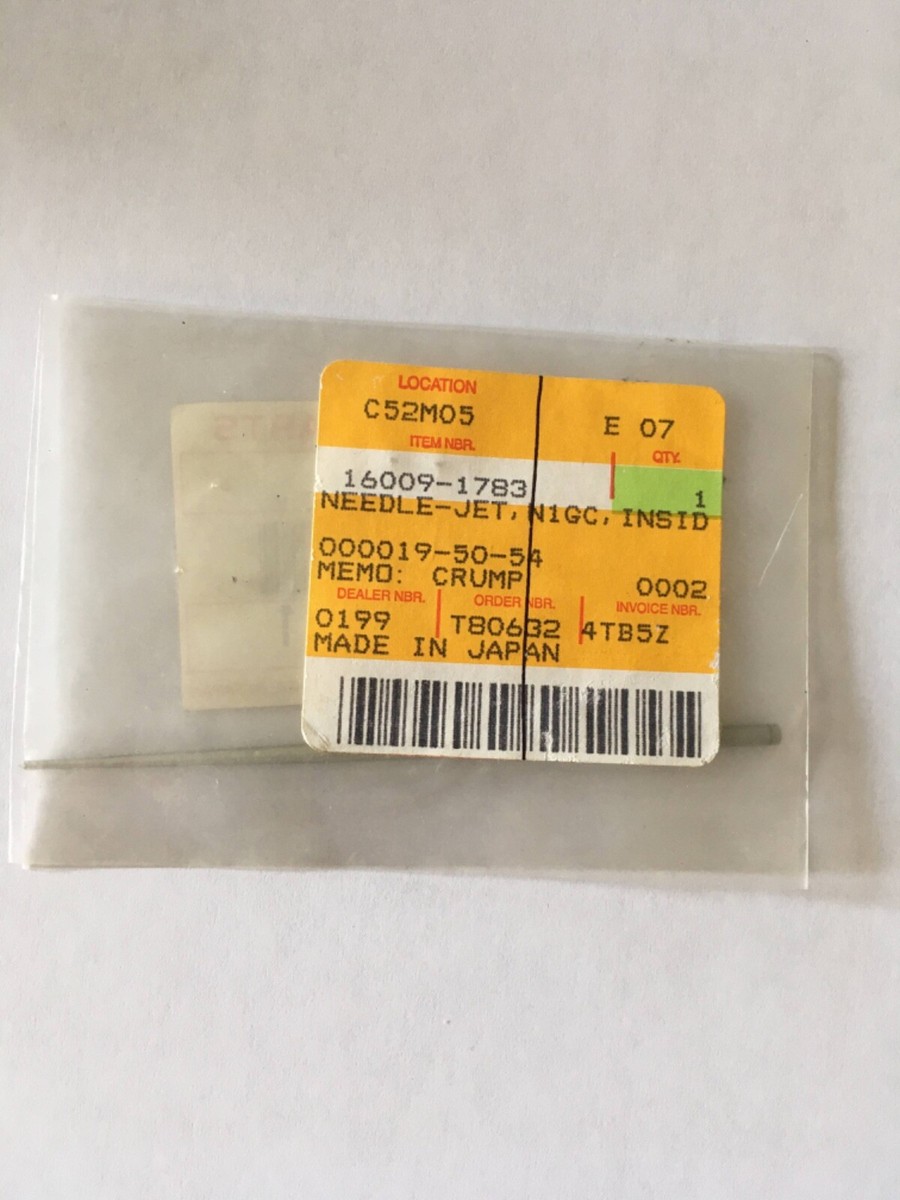 LOCATION
C52M05 E 07
ITEM NBR. QTY.
16009-1783 1
NEEDLE-JET, N1GC, INSID
000019-50-54
MEMO: CRUMP 0002
DEALER NBR. ORDER NBR. INVOICE NBR.
0199 T80632 4TB5Z
MADE IN JAPAN